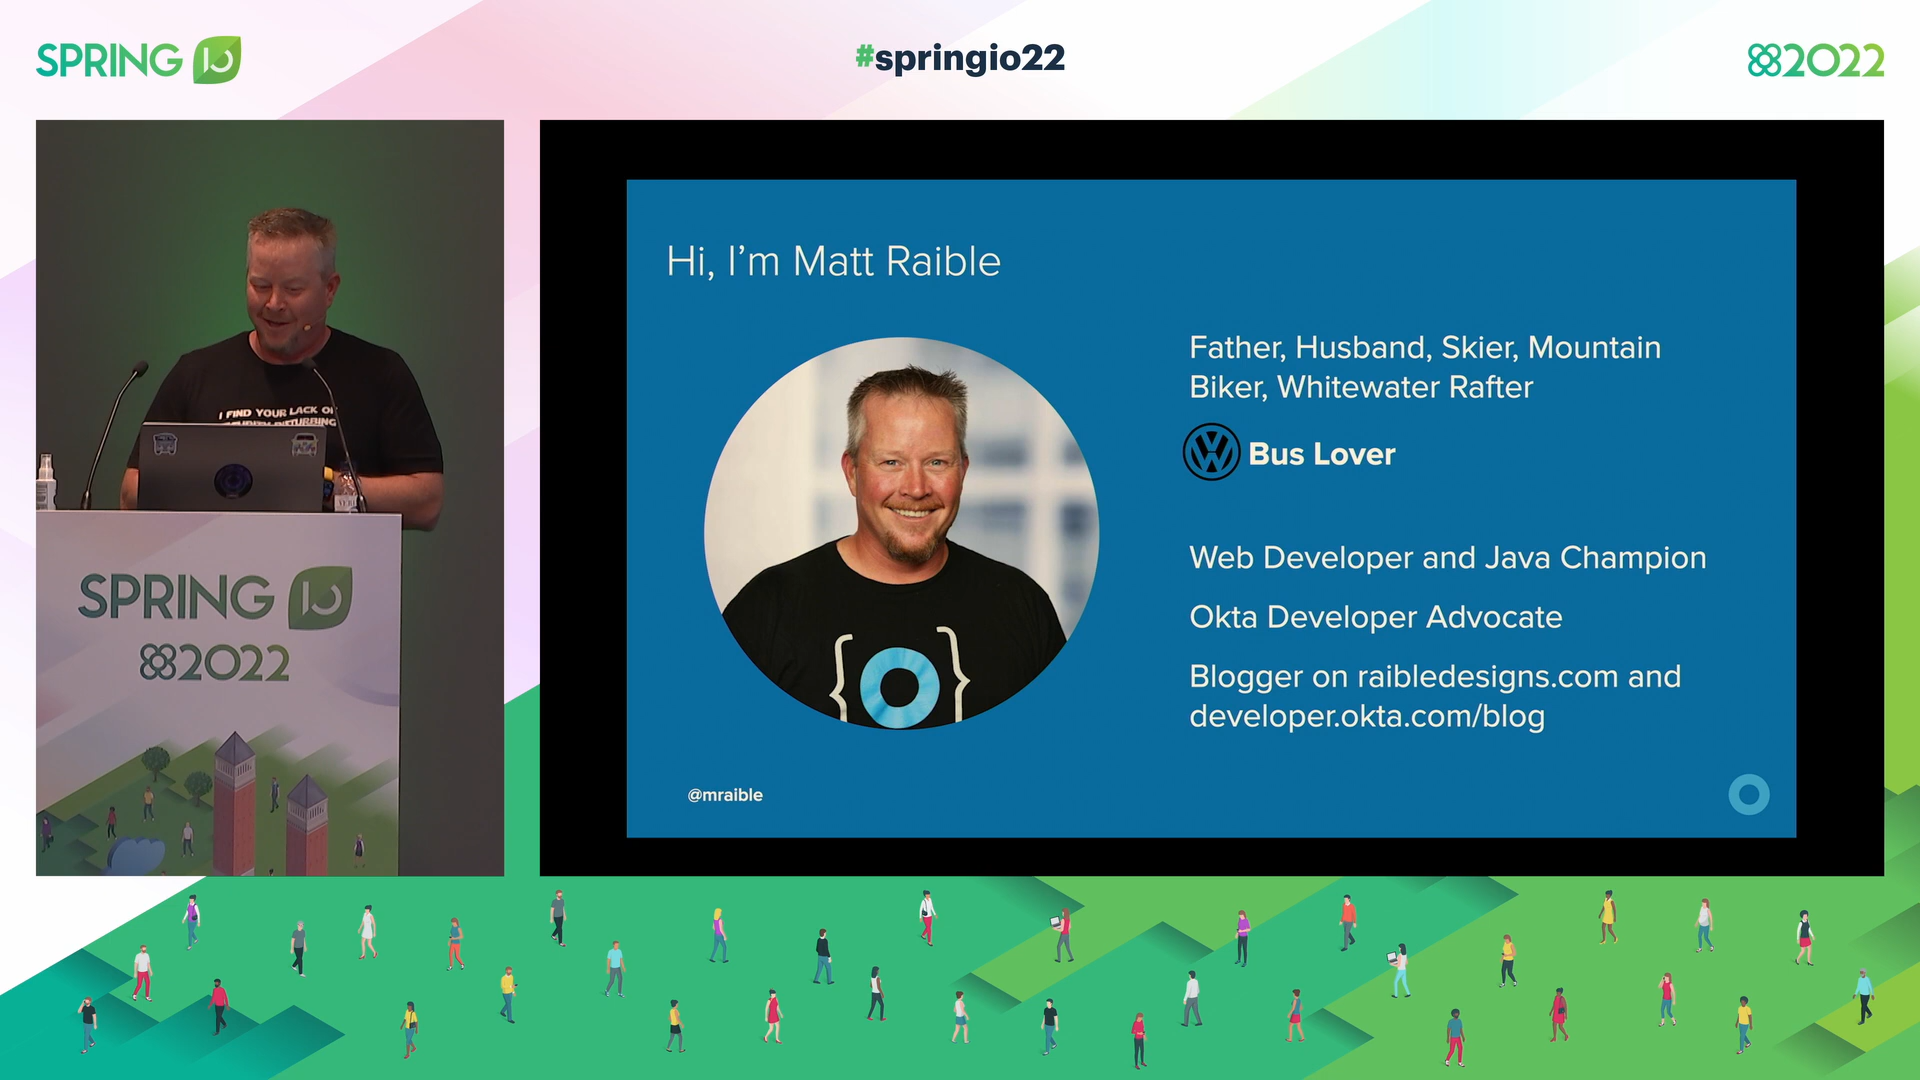 SPRING IO
#springio22
2022
I FIND YOUR LACK OF
SECURITY DISTURBING
SPRING IO
2022
Hi, I'm Matt Raible
Father, Husband, Skier, Mountain
Biker, Whitewater Rafter
Bus Lover
Web Developer and Java Champion
Okta Developer Advocate
Blogger on raibledesigns.com and
developer.okta.com/blog
@mraible